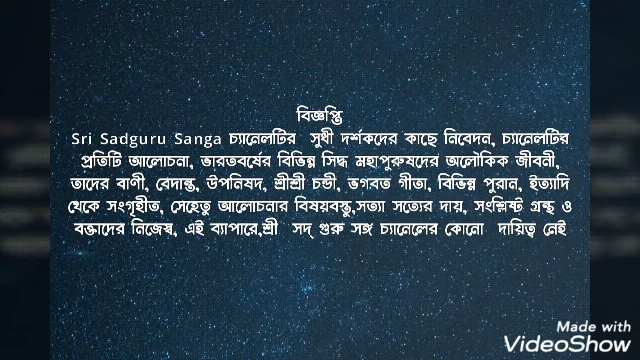 বিজ্ঞপ্তি
Sri Sadguru Sanga চ্যানেলটির সুধী দর্শকদের কাছে নিবেদন, চ্যানেলটির
প্রতিটি আলোচনা, ভারতবর্ষের বিভিন্ন সিদ্ধ মহাপুরুষদের অলৌকিক জীবনী,
তাদের বাণী, বেদান্ত, উপনিষদ, শ্রীশ্রী চন্ডী, ভগবত গীতা, বিভিন্ন পুরান, ইত্যাদি
থেকে সংগৃহীত, সেহেতু আলোচনার বিষয়বস্তু,সত্যা সত্যের দায়, সংশ্লিষ্ট গ্রন্থ ও
বক্তাদের নিজেস্ব, এই ব্যাপারে,শ্রী সদ্ গুরু সঙ্গ চ্যানেলের কোনো দায়িত্ব নেই
Made with
VideoShow